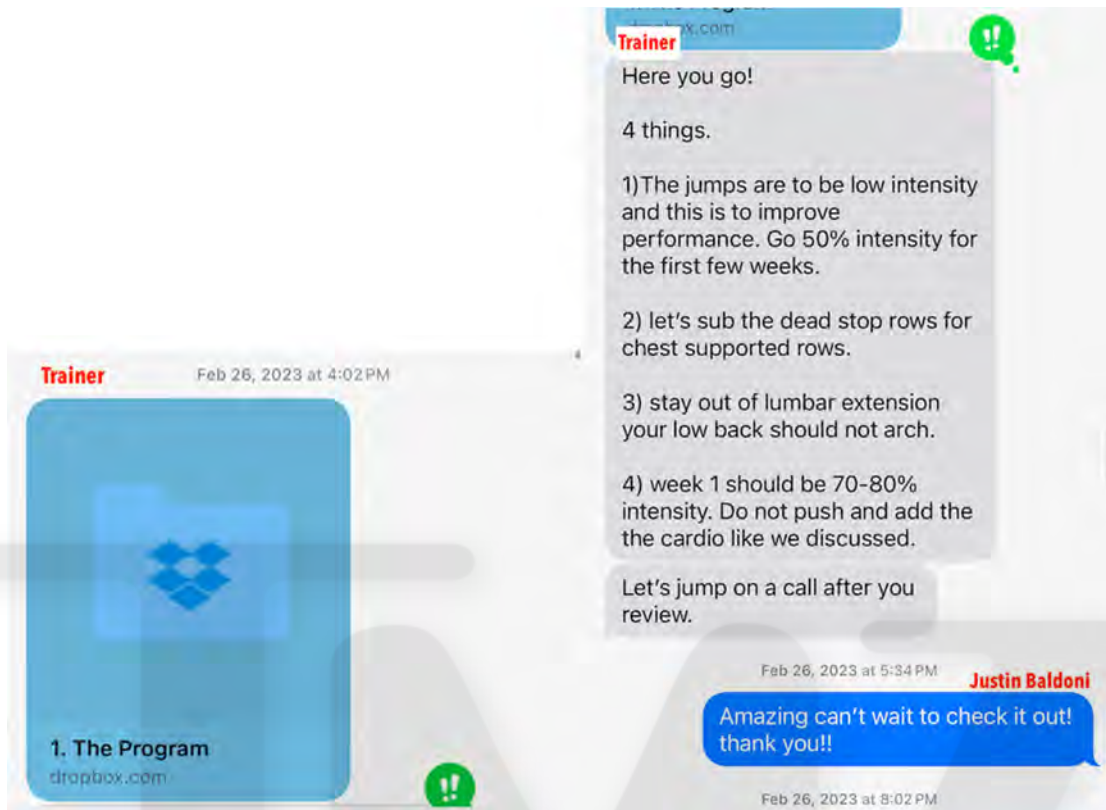 Trainer
Feb 26, 2023 at 4:02 PM
1. The Program
dropbox.com
!!
dropbox.com
!!
Trainer
Here you go!
4 things.
1)The jumps are to be low intensity
and this is to improve
performance. Go 50% intensity for
the first few weeks.
2) let's sub the dead stop rows for
chest supported rows.
3) stay out of lumbar extension
your low back should not arch.
4) week 1 should be 70-80%
intensity. Do not push and add the
the cardio like we discussed.
Let's jump on a call after you
review.
Feb 26, 2023 at 5:34 PM
Justin Baldoni
Amazing can't wait to check it out!
thank you!!
Feb 26, 2023 at 8:02 PM